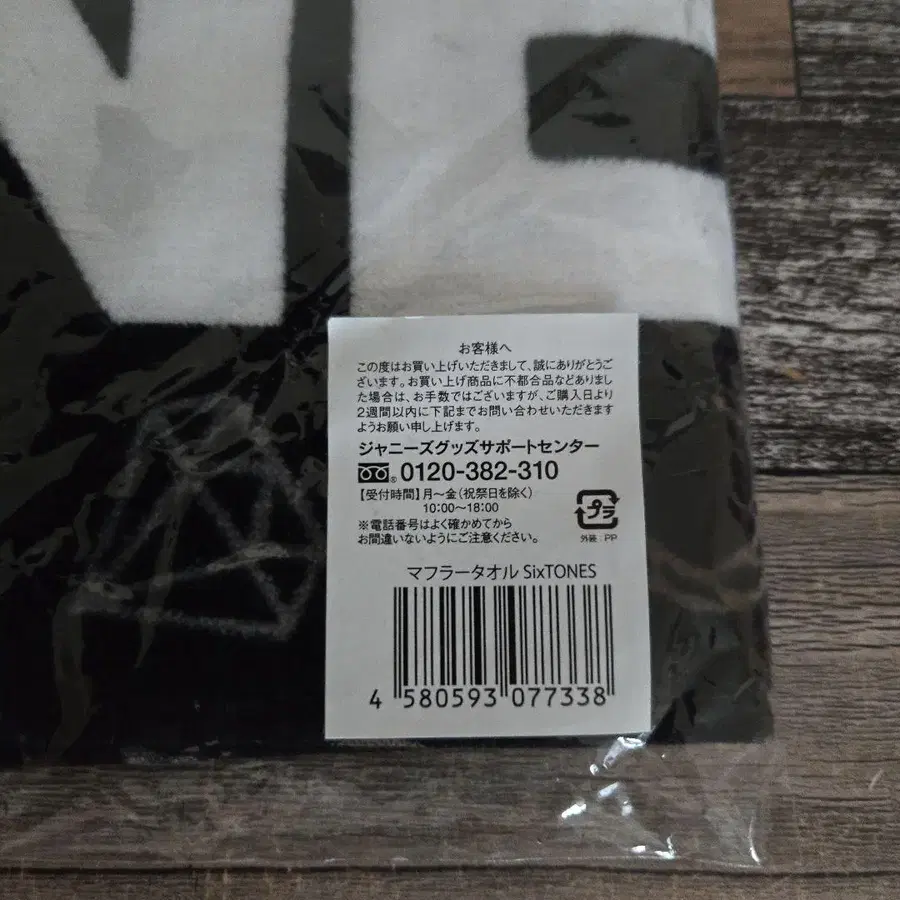 NE
お客様へ
この度はお買い上げいただきまして、誠にありがとう
ございます。お買い上げ商品に不都合品などありまし
た場合は、お手数ではございますが、ご購入日より
2週間以内に下記までお問い合わせいただきます
ようお願い申し上げます。
ジャニーズグッズサポートセンター
0120-382-310
【受付時間】月〜金(祝祭日を除く)
10:00〜18:00
※電話番号はよく確かめてから
お間違いないようにご注意ください。
プラ
外装:PP
マフラータオル SixTONES
4 580593 077338